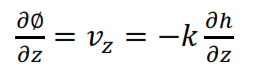 ∂∅/∂z = v_z = −k ∂h/∂z